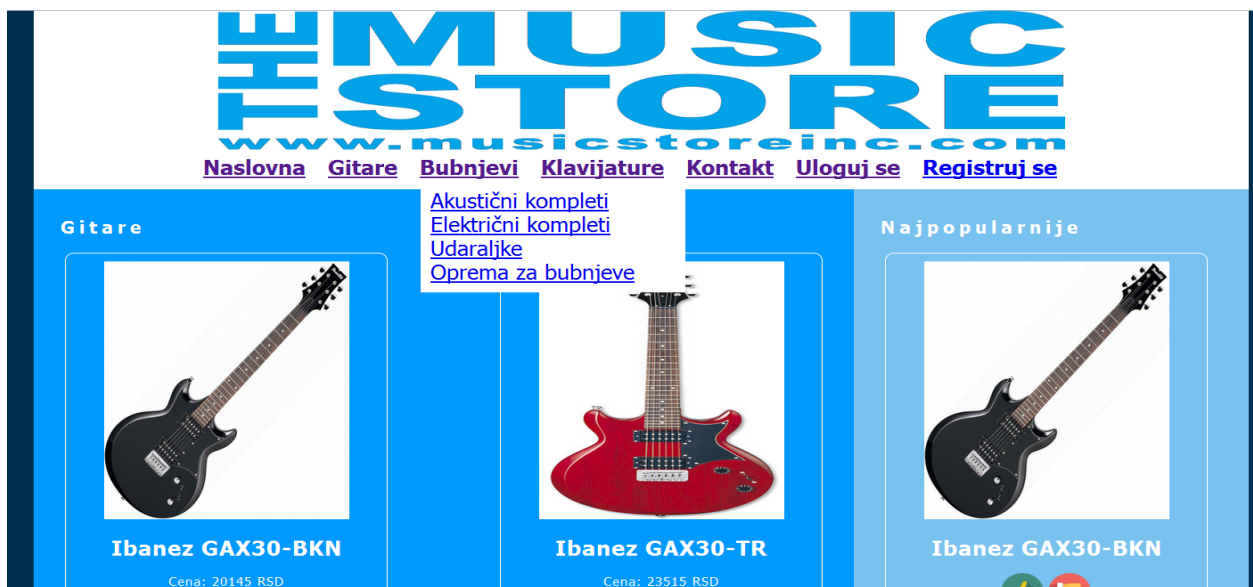 THE MUSIC STORE
www.musicstoreinc.com
Naslovna Gitare Bubnjevi Klavijature Kontakt Uloguj se Registruj se
Akustični kompleti
Električni kompleti
Udaraljke
Oprema za bubnjeve
Gitare
Najpopularnije
Ibanez GAX30-BKN
Ibanez GAX30-TR
Ibanez GAX30-BKN
Cena: 20145 RSD
Cena: 23515 RSD